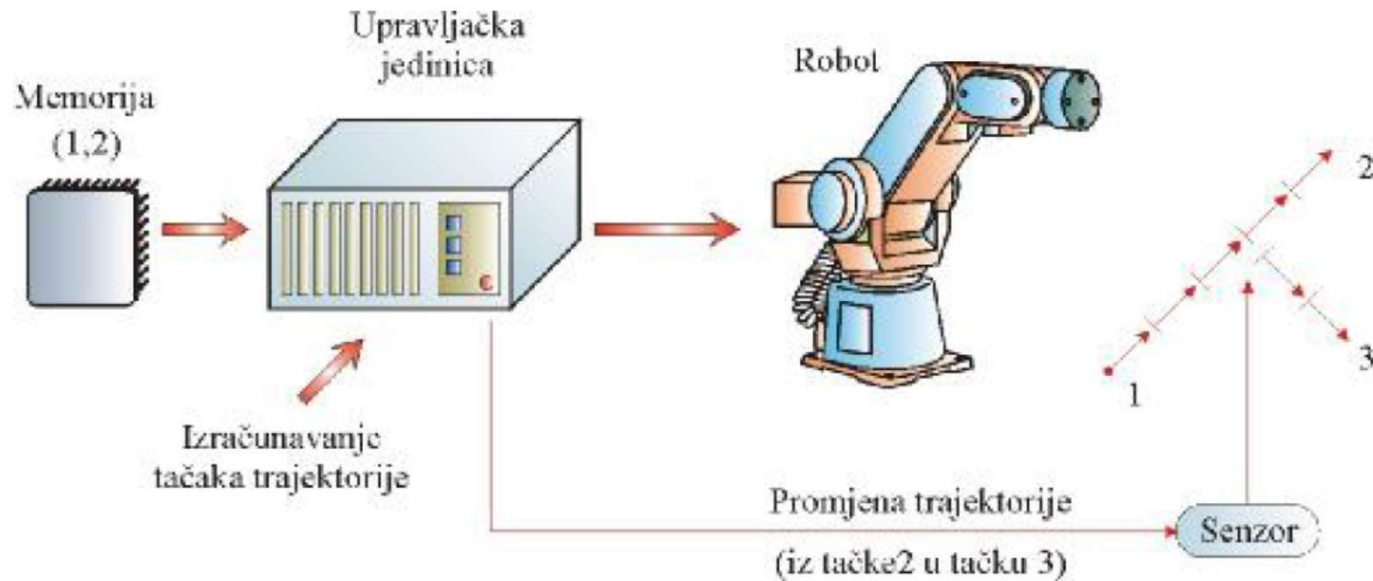 Upravljačka
jedinica
Robot
Memorija
(1,2)
2
3
1
Izračunavanje
tačaka trajektorije
Promjena trajektorije
(iz tačke2 u tačku 3)
Senzor